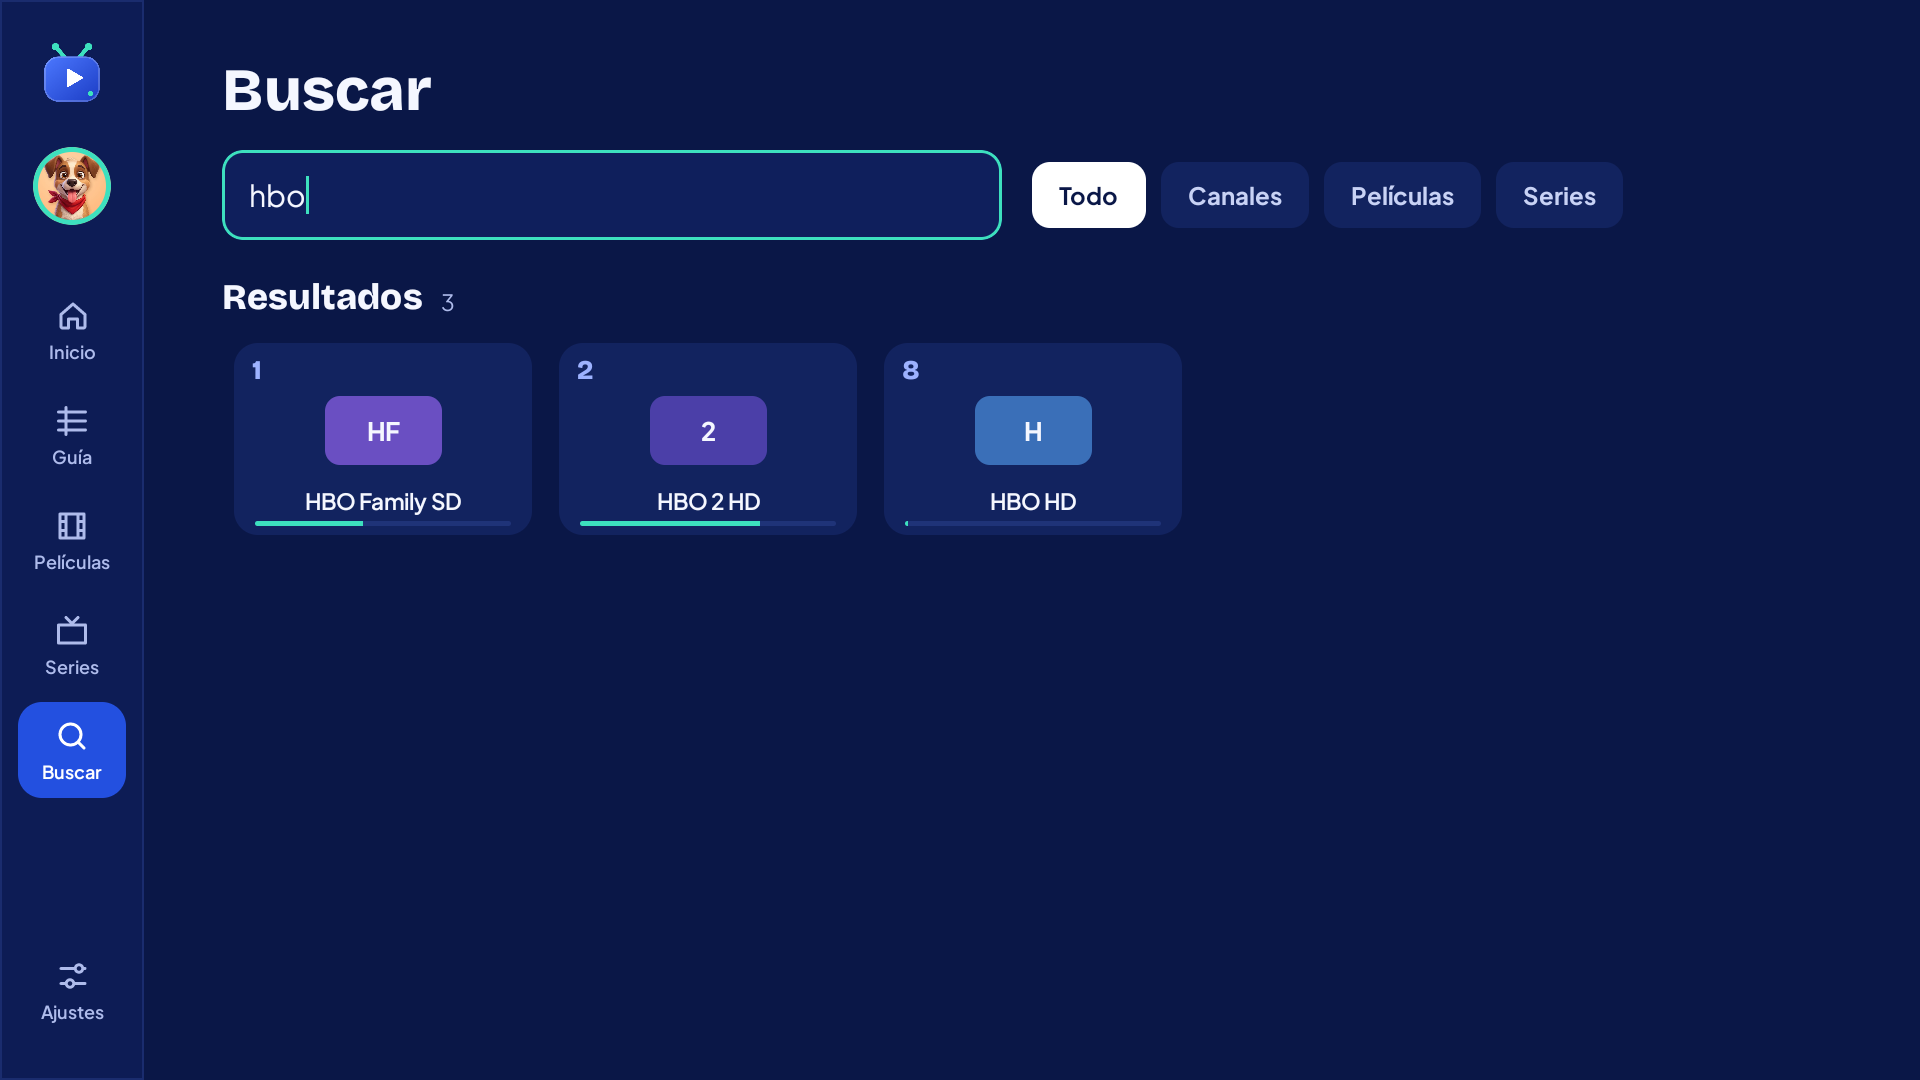 Buscar
hbo
Todo
Canales
Películas
Series
Resultados 3
1
HF
HBO Family SD
2
2
HBO 2 HD
8
H
HBO HD
Inicio
Guía
Películas
Series
Buscar
Ajustes